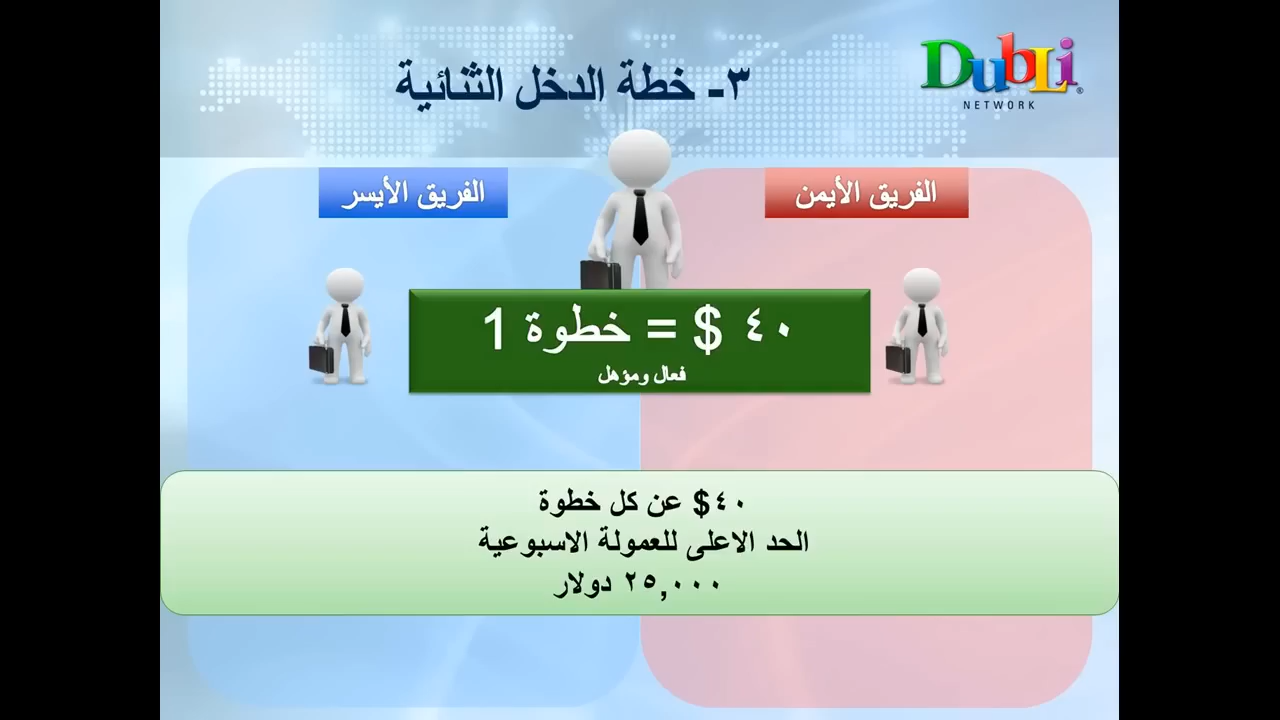 DubLi®
NETWORK
٣- خطة الدخل الثنائية
الفريق الأيمن
الفريق الأيسر
٤٠ $ = خطوة 1
فعال ومؤهل
٤٠$ عن كل خطوة
الحد الاعلى للعمولة الاسبوعية
٢٥,٠٠٠ دولار